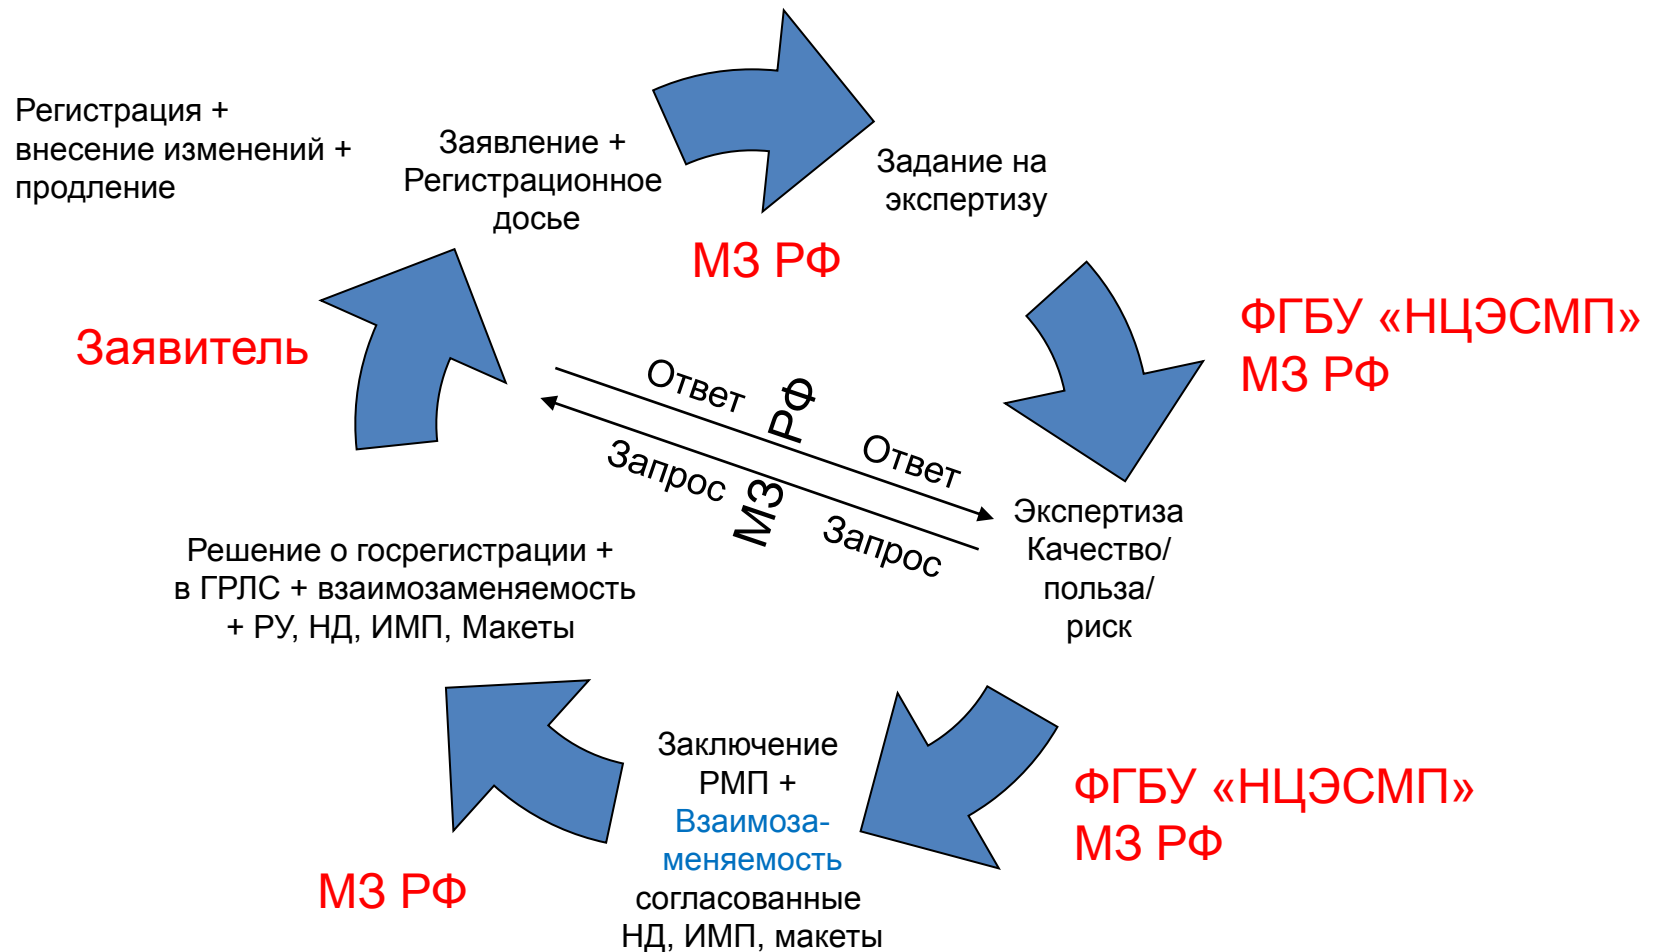 Регистрация +
внесение изменений +
продление
Заявление +
Регистрационное
досье
Задание на
экспертизу
МЗ РФ
ФГБУ «НЦЭСМП»
МЗ РФ
Заявитель
Ответ
Ответ
МЗ РФ
Запрос
Запрос
Экспертиза
Качество/
польза/
риск
Решение о госрегистрации +
в ГРЛС + взаимозаменяемость
+ РУ, НД, ИМП, Макеты
Заключение
РМП +
Взаимоза-
меняемость
согласованные
НД, ИМП, макеты
ФГБУ «НЦЭСМП»
МЗ РФ
МЗ РФ